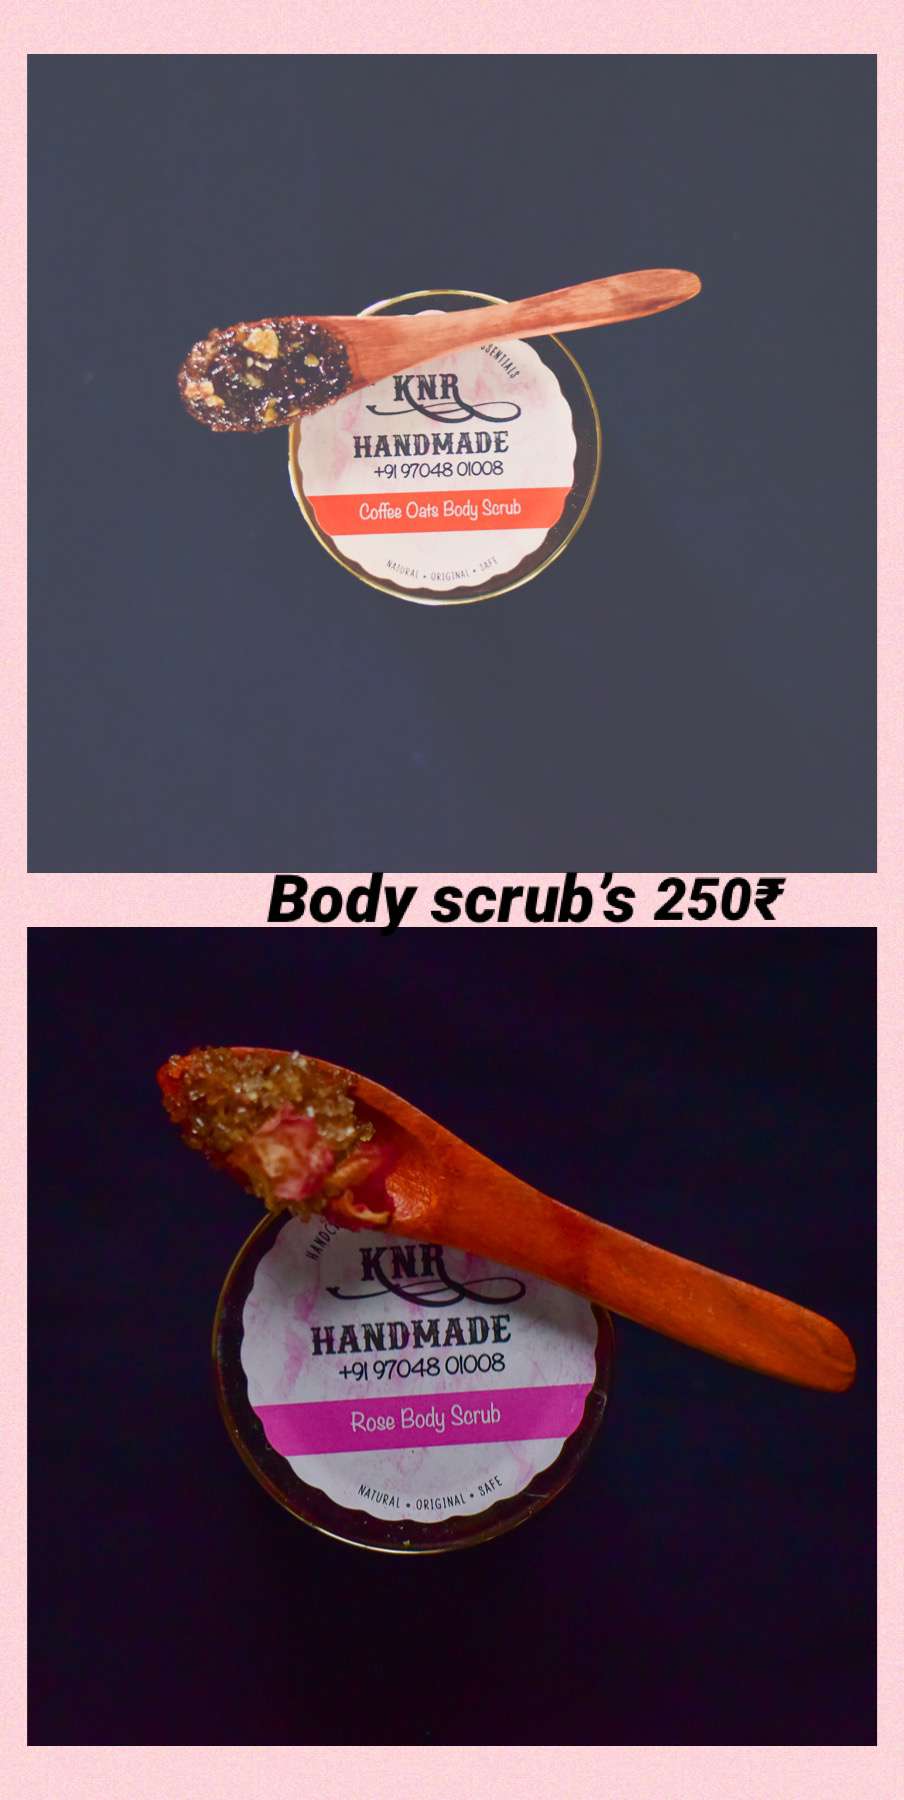 SSENTIALS
KNR
HANDMADE
+91 97048 01008
Coffee Oats Body Scrub
NATURAL • ORIGINAL • SAFE
Body scrub’s 250₹
KNR
HANDMADE
+91 97048 01008
Rose Body Scrub
NATURAL • ORIGINAL • SAFE